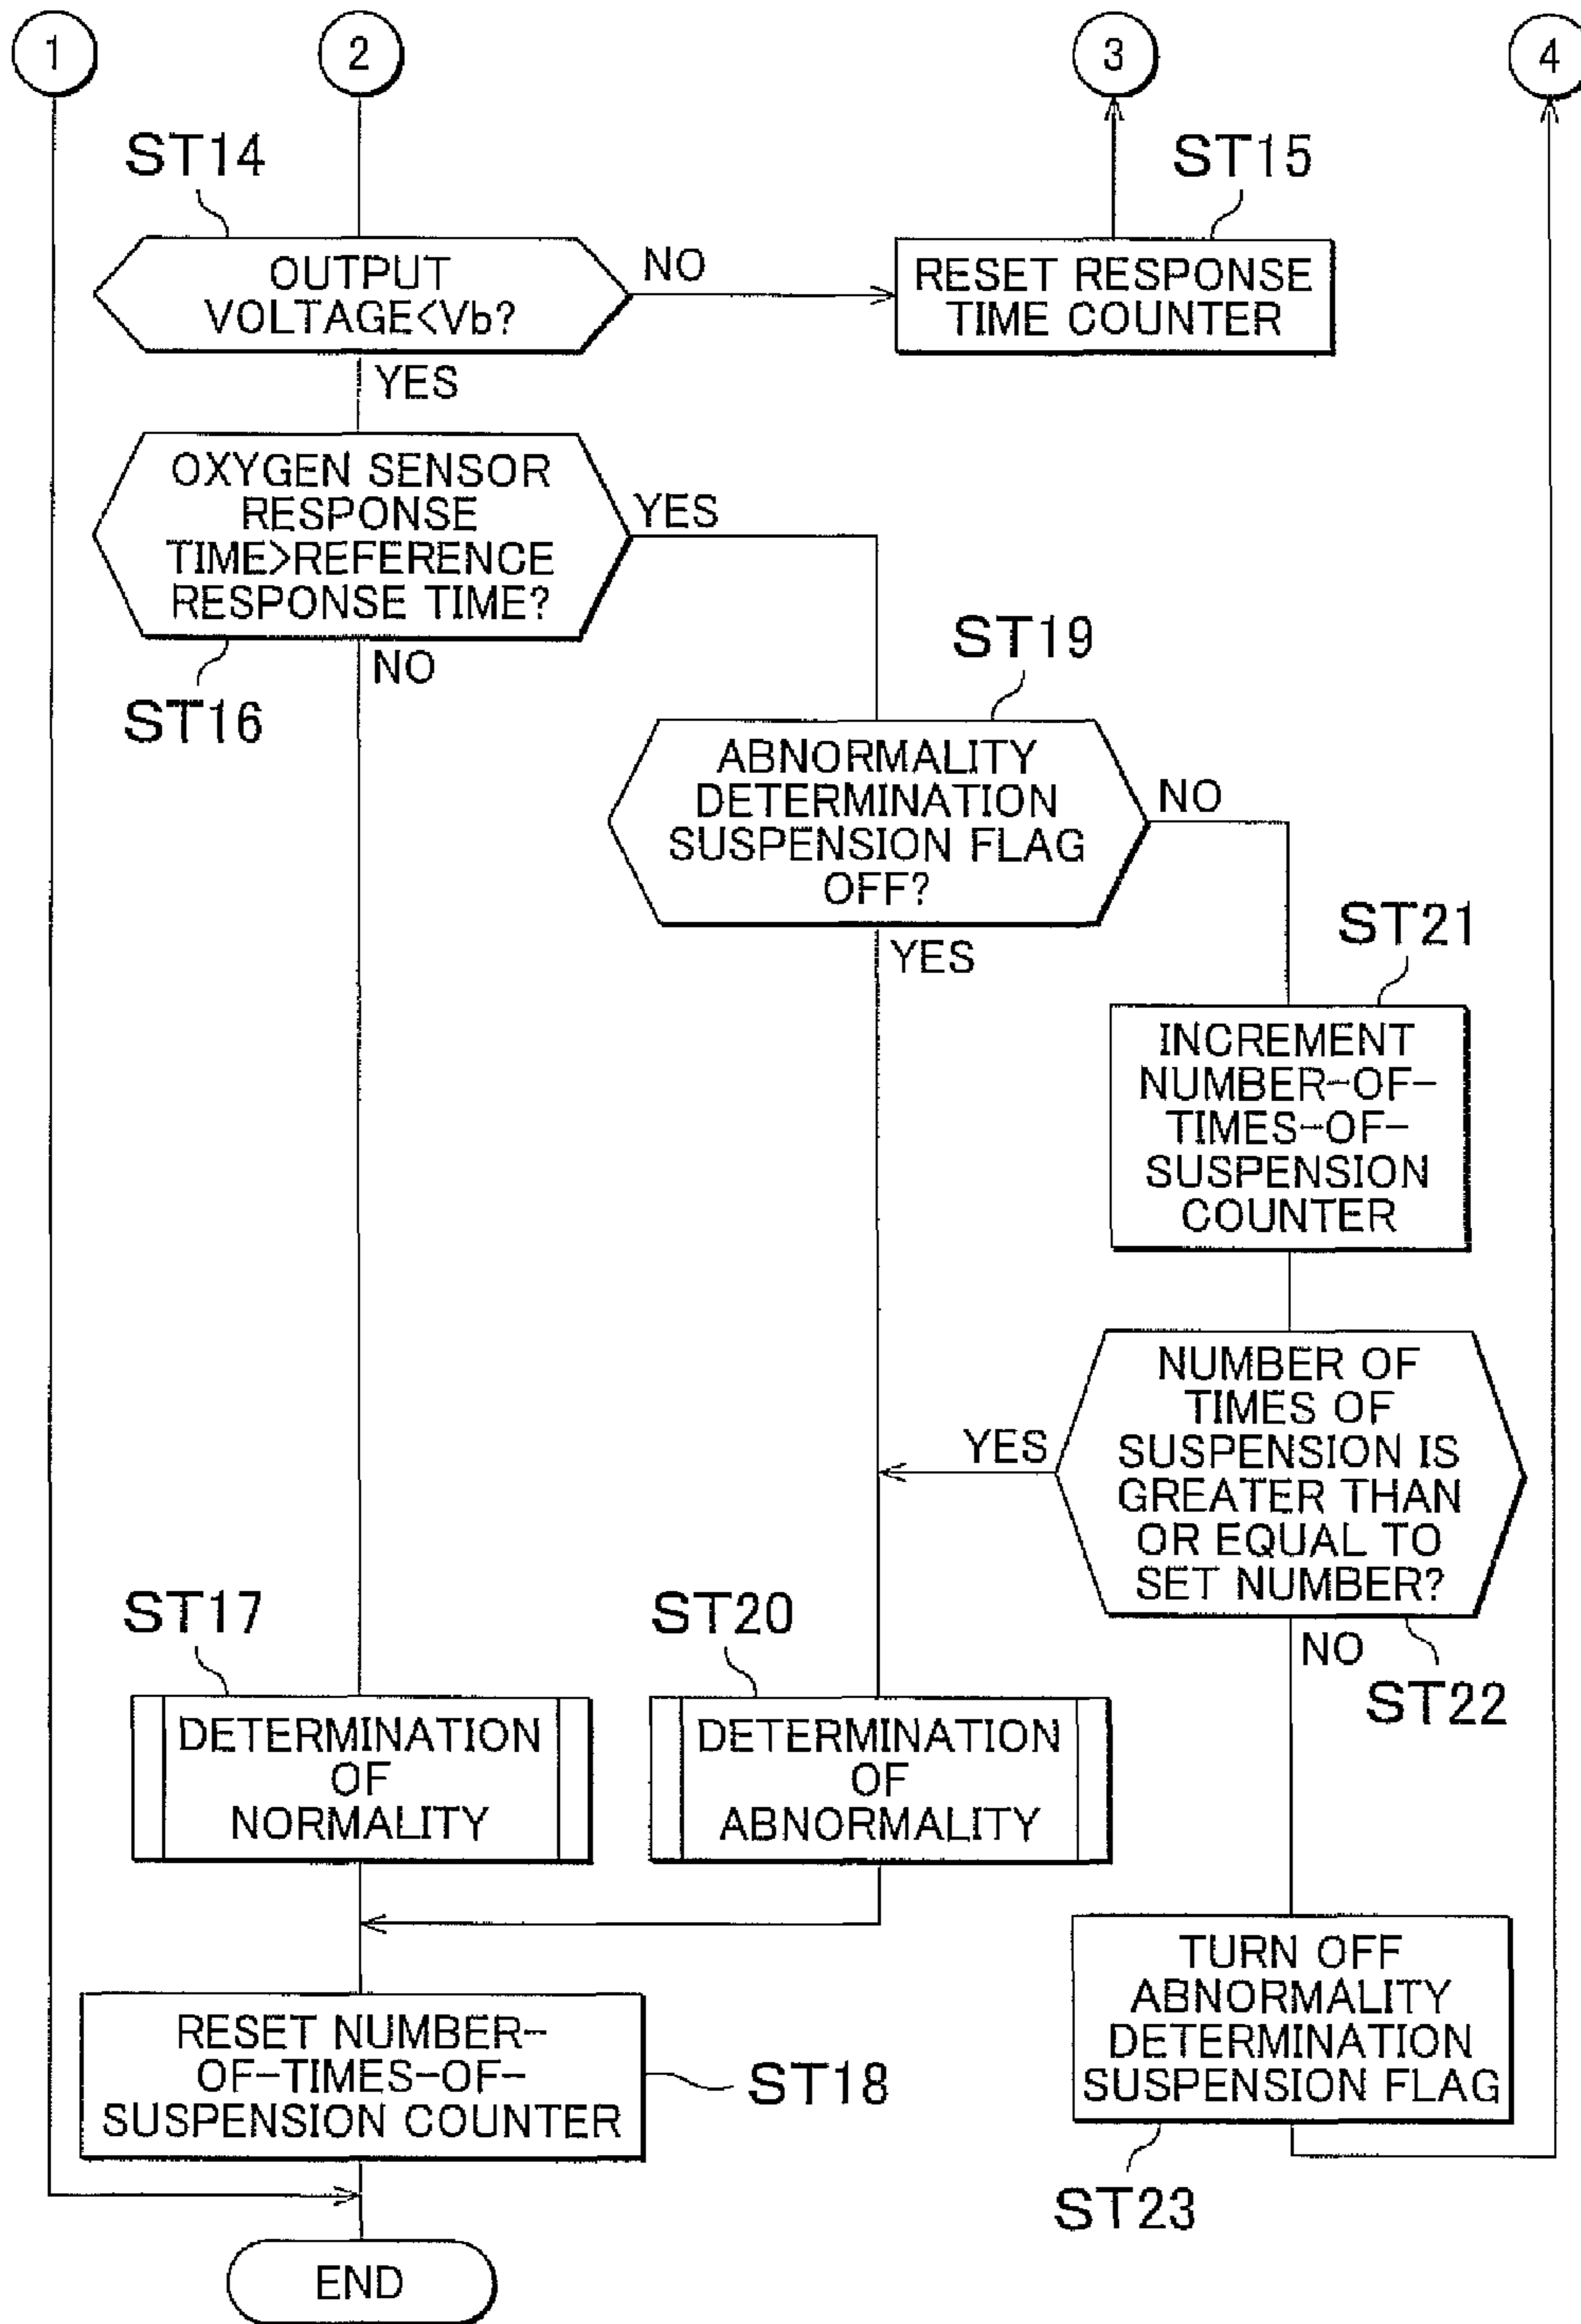 1
2
3
4
ST14
ST15
OUTPUT
VOLTAGE<Vb?
NO
RESET RESPONSE
TIME COUNTER
YES
OXYGEN SENSOR
RESPONSE
TIME>REFERENCE
RESPONSE TIME?
YES
NO
ST16
ST19
ABNORMALITY
DETERMINATION
SUSPENSION FLAG
OFF?
NO
YES
ST21
INCREMENT
NUMBER-OF-
TIMES-OF-
SUSPENSION
COUNTER
NUMBER OF
TIMES OF
SUSPENSION IS
GREATER THAN
OR EQUAL TO
SET NUMBER?
YES
NO
ST22
ST17
DETERMINATION
OF
NORMALITY
ST20
DETERMINATION
OF
ABNORMALITY
TURN OFF
ABNORMALITY
DETERMINATION
SUSPENSION FLAG
ST23
RESET NUMBER-
OF-TIMES-OF-
SUSPENSION COUNTER
ST18
END